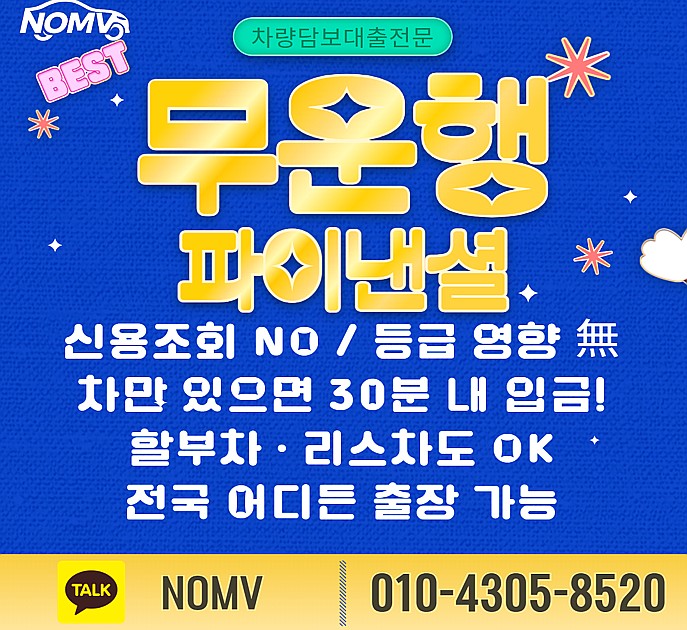 NOMV
차량담보대출전문
BEST
무운행
파이낸셜
신용조회 NO / 등급 영향 無
차만 있으면 30분 내 입금!
할부차 · 리스차도 OK
전국 어디든 출장 가능
TALK NOMV 010-4305-8520